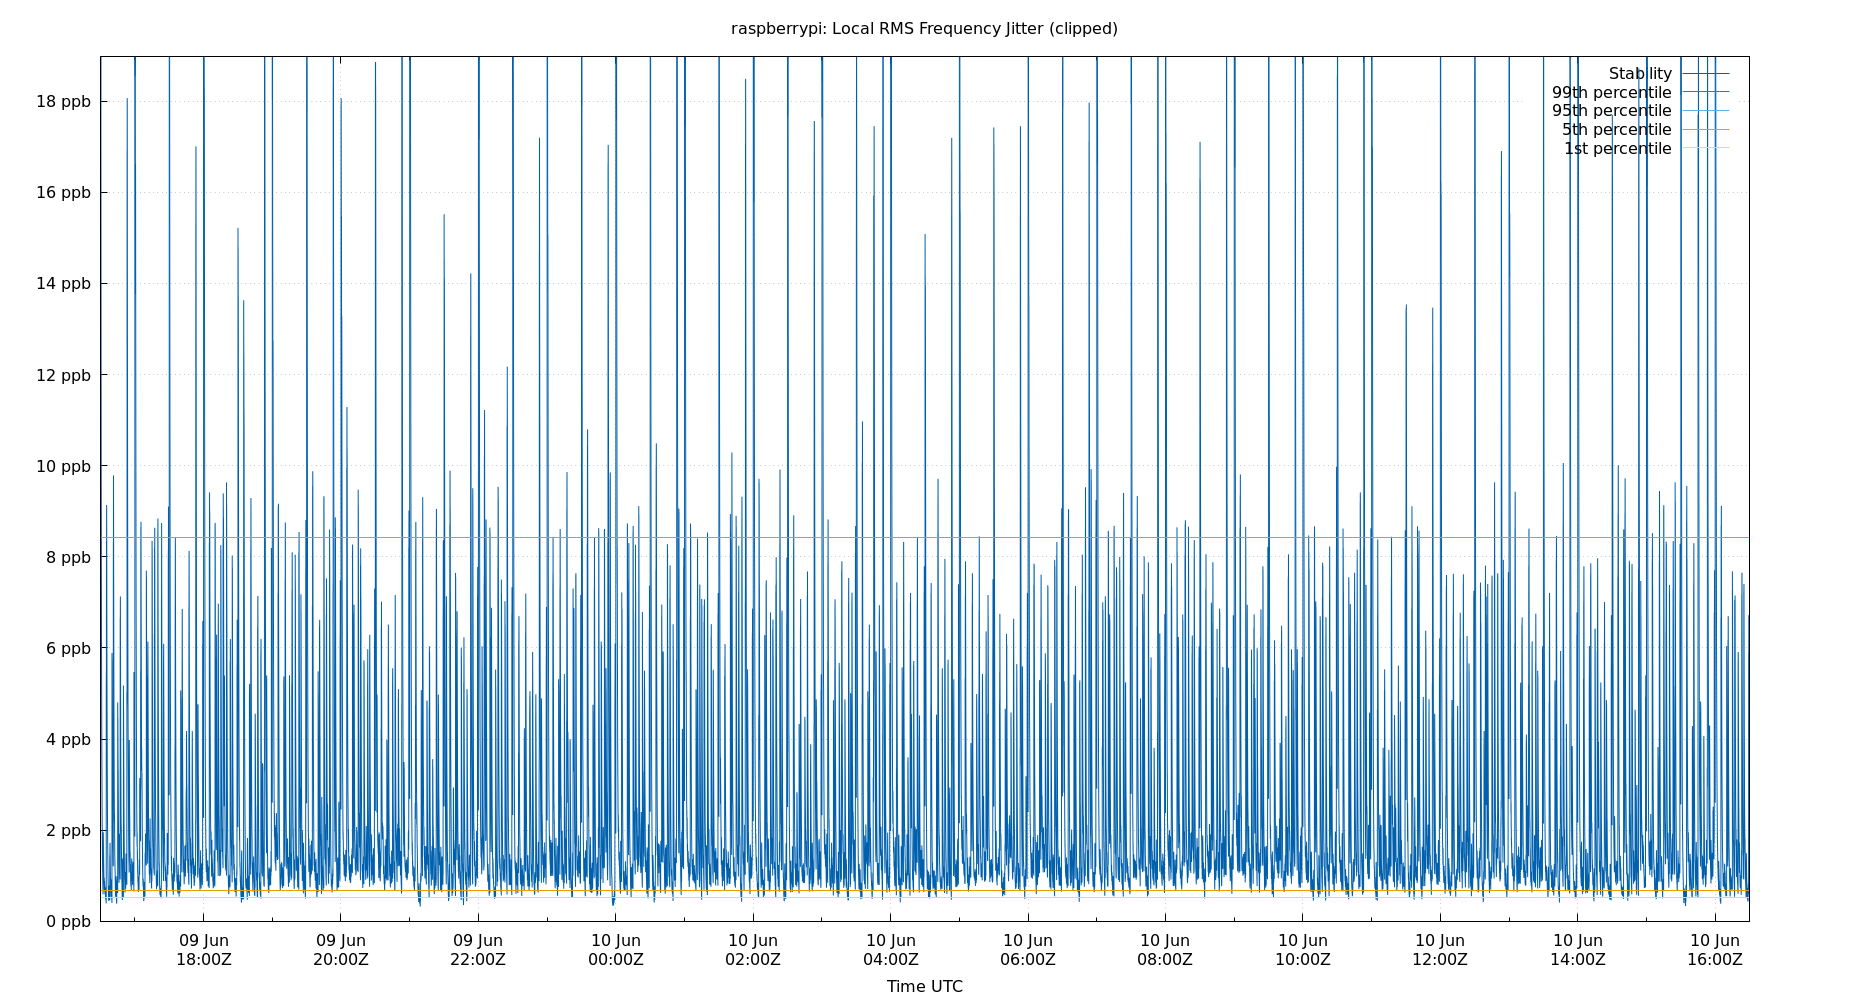 raspberrypi: Local RMS Frequency Jitter (clipped)
Stability
99th percentile
95th percentile
5th percentile
1st percentile
18 ppb
16 ppb
14 ppb
12 ppb
10 ppb
8 ppb
6 ppb
4 ppb
2 ppb
0 ppb
09 Jun 09 Jun 09 Jun 10 Jun 10 Jun 10 Jun 10 Jun 10 Jun 10 Jun 10 Jun 10 Jun 10 Jun
18:00Z 20:00Z 22:00Z 00:00Z 02:00Z 04:00Z 06:00Z 08:00Z 10:00Z 12:00Z 14:00Z 16:00Z
Time UTC